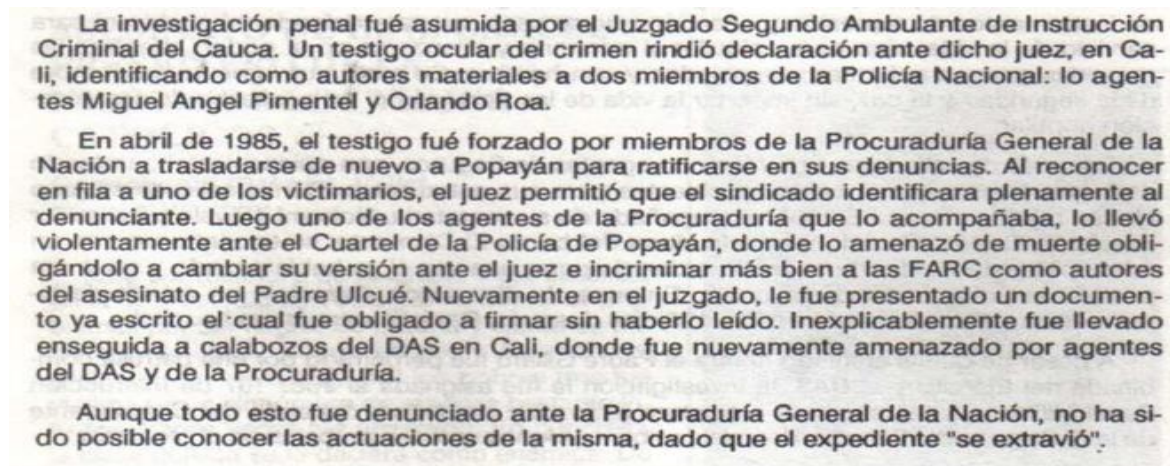 La investigación penal fué asumida por el Juzgado Segundo Ambulante de Instrucción
Criminal del Cauca. Un testigo ocular del crimen rindió declaración ante dicho juez, en Ca-
li, identificando como autores materiales a dos miembros de la Policía Nacional: lo agen-
tes Miguel Angel Pimentel y Orlando Roa.
En abril de 1985, el testigo fué forzado por miembros de la Procuraduría General de la
Nación a trasladarse de nuevo a Popayán para ratificarse en sus denuncias. Al reconocer
en fila a uno de los victimarios, el juez permitió que el sindicado identificara plenamente al
denunciante. Luego uno de los agentes de la Procuraduría que lo acompañaba, lo llevó
violentamente ante el Cuartel de la Policía de Popayán, donde lo amenazó de muerte obli-
gándolo a cambiar su versión ante el juez e incriminar más bien a las FARC como autores
del asesinato del Padre Ulcué. Nuevamente en el juzgado, le fue presentado un documen-
to ya escrito el cual fue obligado a firmar sin haberlo leído. Inexplicablemente fue llevado
enseguida a calabozos del DAS en Cali, donde fue nuevamente amenazado por agentes
del DAS y de la Procuraduría.
Aunque todo esto fue denunciado ante la Procuraduría General de la Nación, no ha si-
do posible conocer las actuaciones de la misma, dado que el expediente "se extravió".